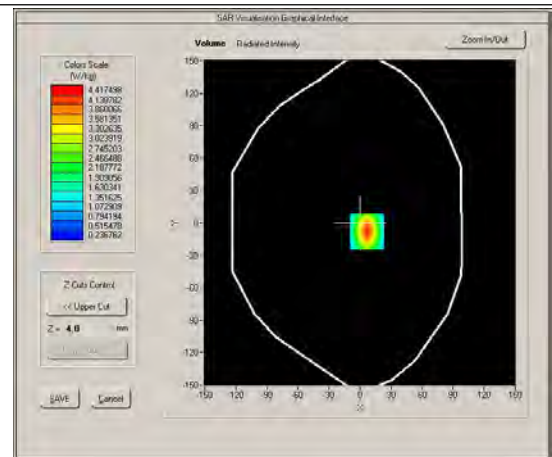 SAR Visualisation Graphical Interface
Volume Radiated Intensity
Zoom In/Out
Colors Scale
(W/kg)
4.417498
4.138782
3.860066
3.581351
3.302635
3.023919
2.745203
2.466488
2.187772
1.909056
1.630341
1.351625
1.072909
0.794194
0.515478
0.236762
150
90
60
30
0
-30
-60
-90
-120
-150
Y
-150 -120 -90 -60 -30 0 30 60 90 120 150
X
Z Cuts Control
<< Upper Cut
Z = 4.0 mm
SAVE
Cancel